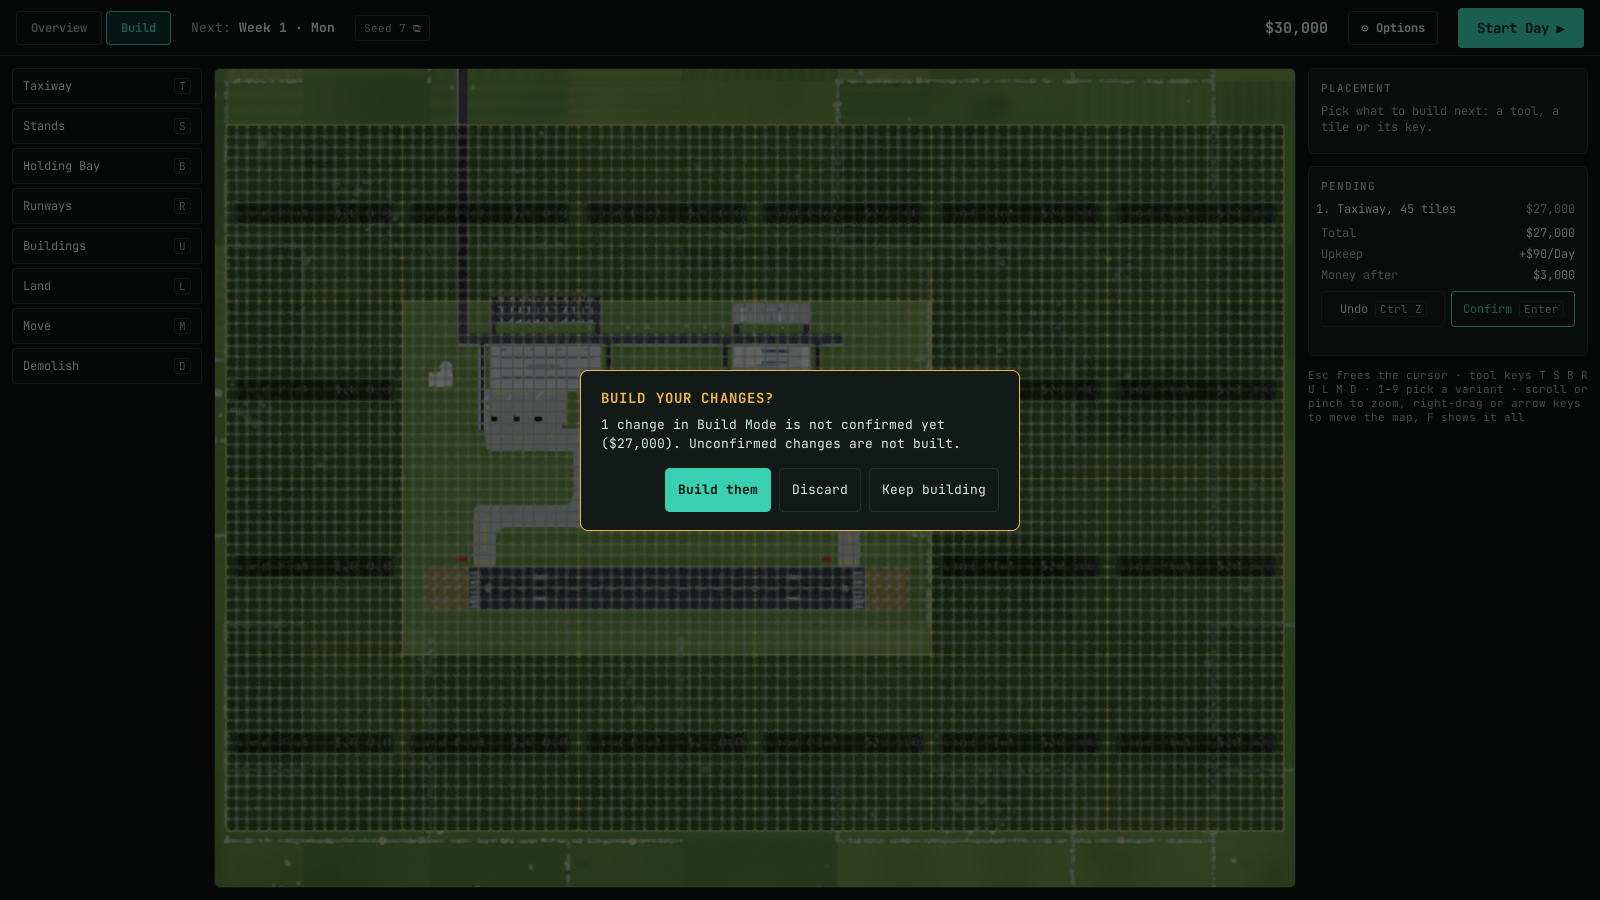 Overview Build Next: Week 1 · Mon Seed 7 $30,000 Options Start Day ▶
Taxiway T
Stands S
Holding Bay B
Runways R
Buildings U
Land L
Move M
Demolish D
BUILD YOUR CHANGES?
1 change in Build Mode is not confirmed yet
($27,000). Unconfirmed changes are not built.
Build them Discard Keep building
PLACEMENT
Pick what to build next: a tool, a
tile or its key.
PENDING
1. Taxiway, 45 tiles $27,000
Total $27,000
Upkeep +$90/Day
Money after $3,000
Undo Ctrl Z Confirm Enter
Esc frees the cursor · tool keys T S B R
U L M D · 1-9 pick a variant · scroll or
pinch to zoom, right-drag or arrow keys
to move the map, F shows it all